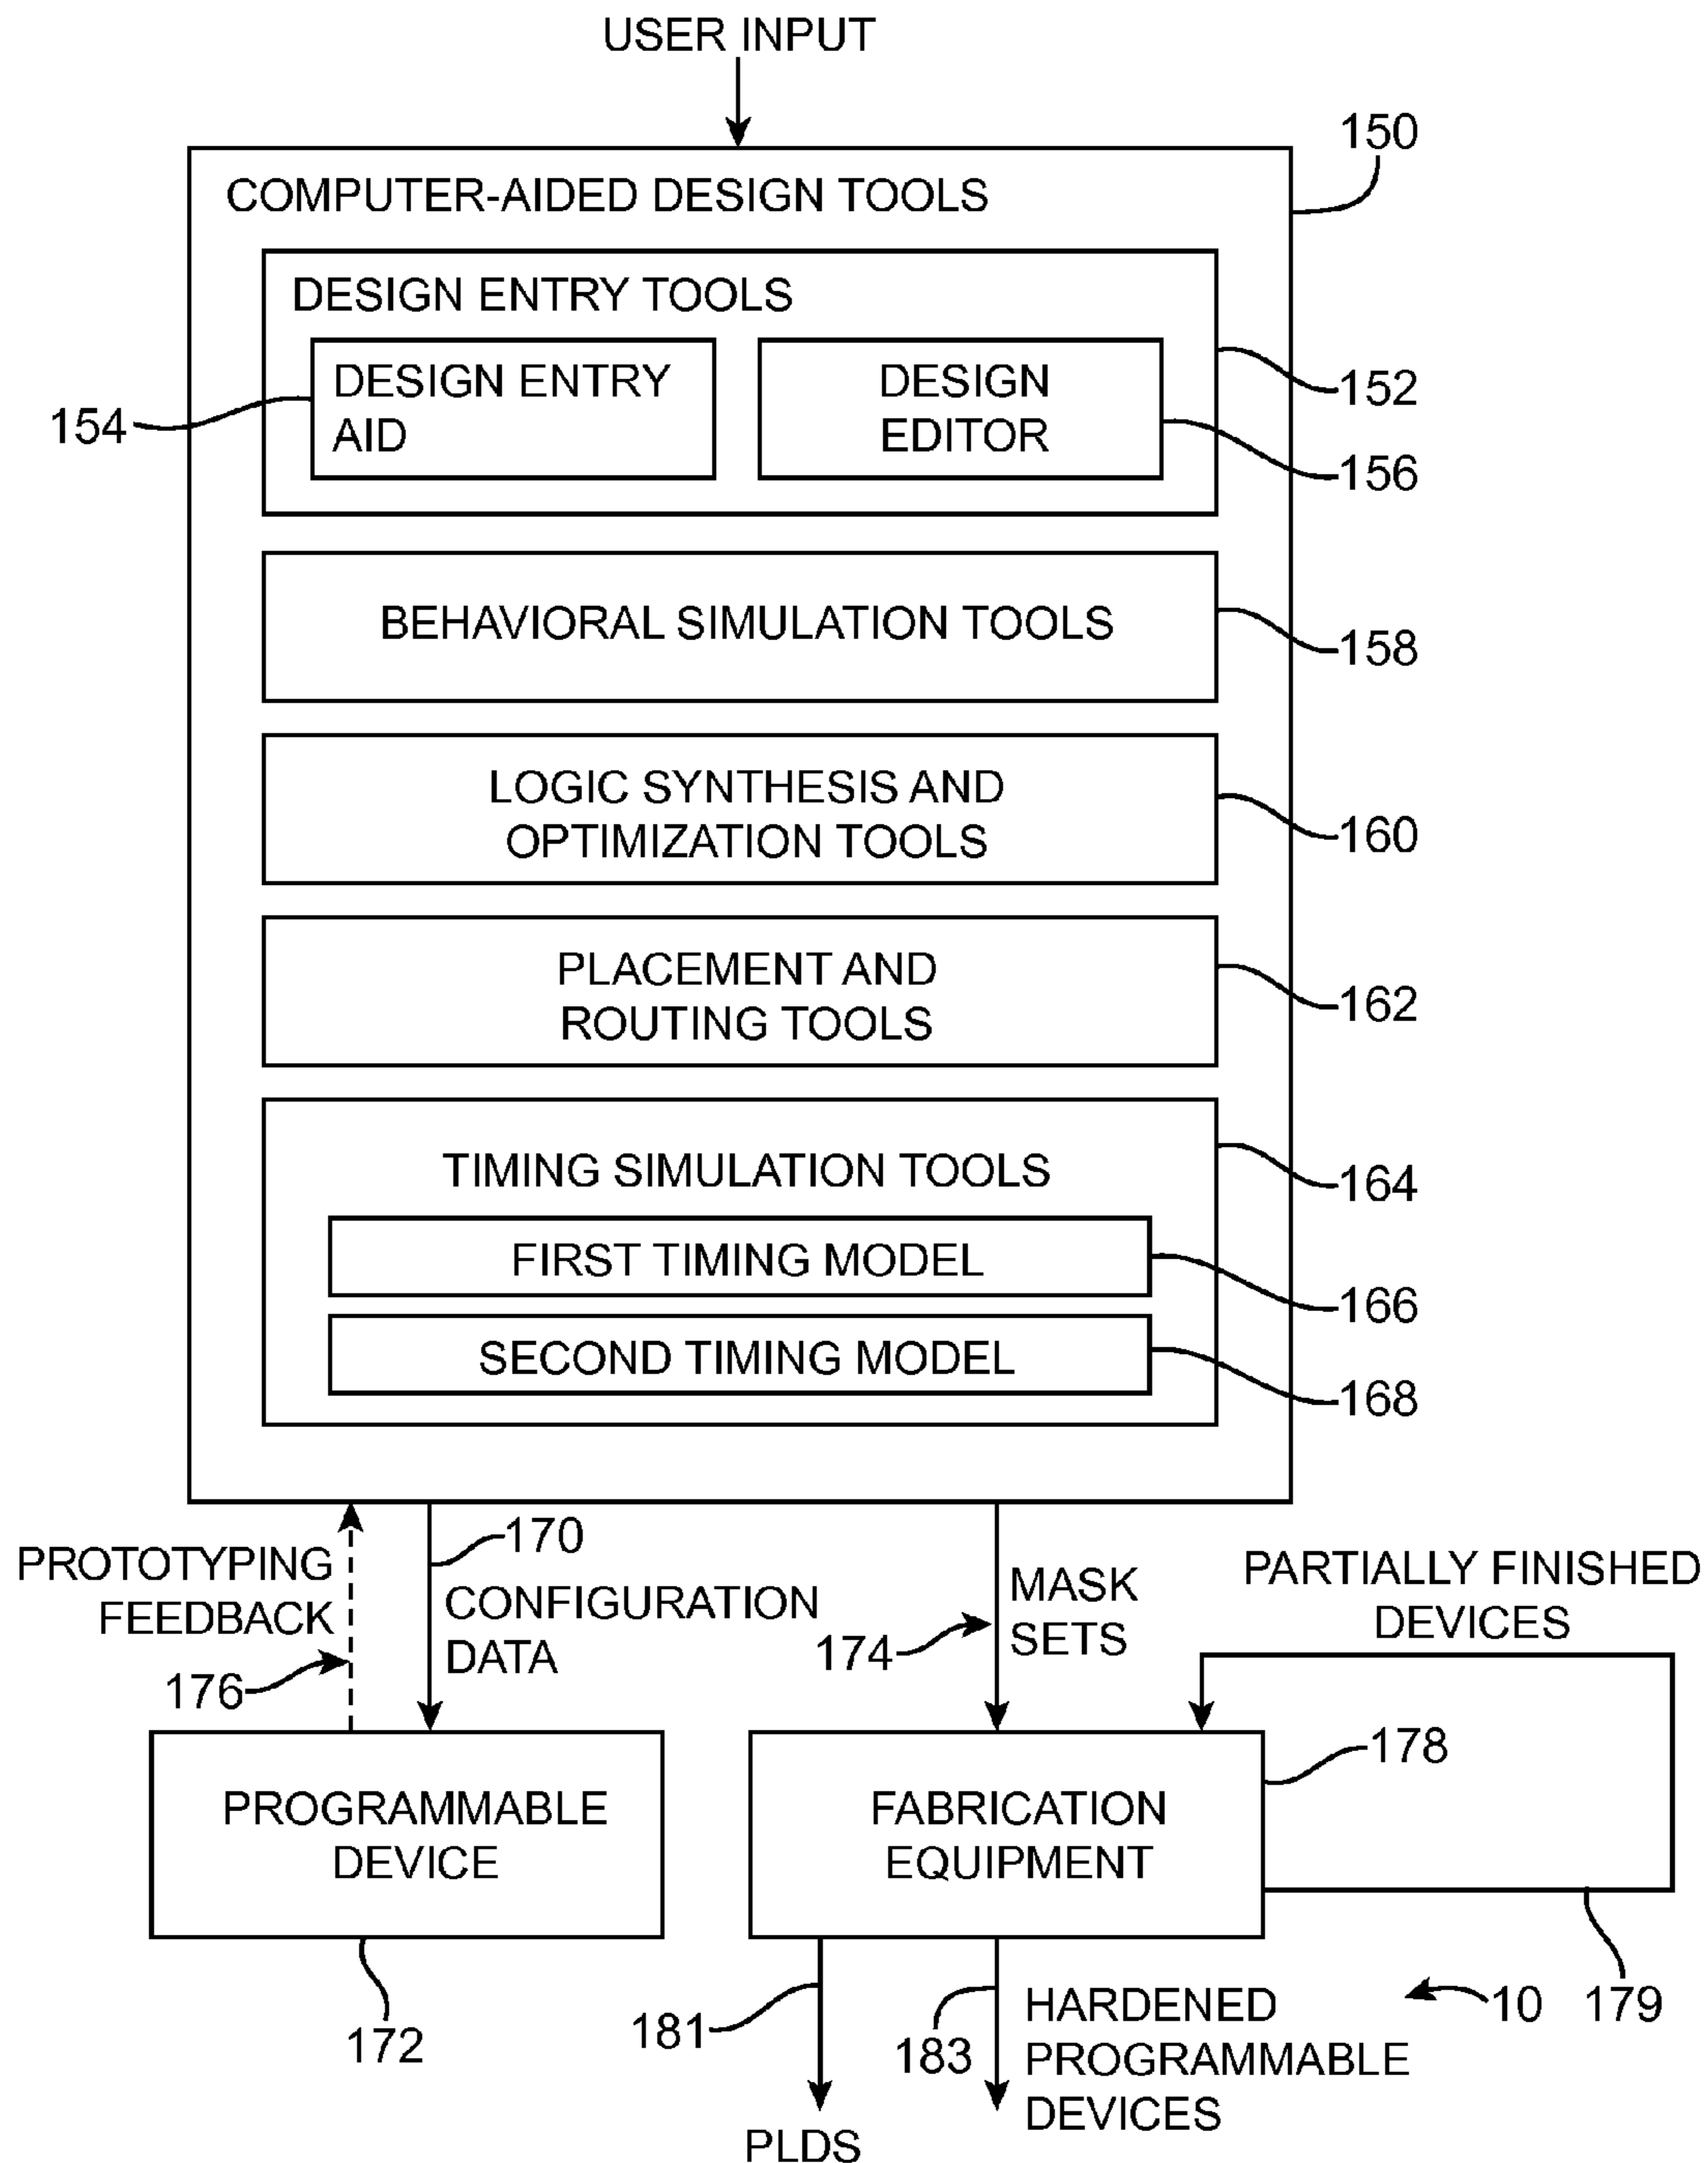 USER INPUT
150
COMPUTER-AIDED DESIGN TOOLS
DESIGN ENTRY TOOLS
152
154
DESIGN ENTRY
AID
DESIGN
EDITOR
156
BEHAVIORAL SIMULATION TOOLS
158
LOGIC SYNTHESIS AND
OPTIMIZATION TOOLS
160
PLACEMENT AND
ROUTING TOOLS
162
TIMING SIMULATION TOOLS
164
FIRST TIMING MODEL
166
SECOND TIMING MODEL
168
PROTOTYPING
FEEDBACK
176
170
CONFIGURATION
DATA
174
MASK
SETS
PARTIALLY FINISHED
DEVICES
178
PROGRAMMABLE
DEVICE
172
FABRICATION
EQUIPMENT
179
181
183
PLDS
HARDENED
PROGRAMMABLE
DEVICES
10